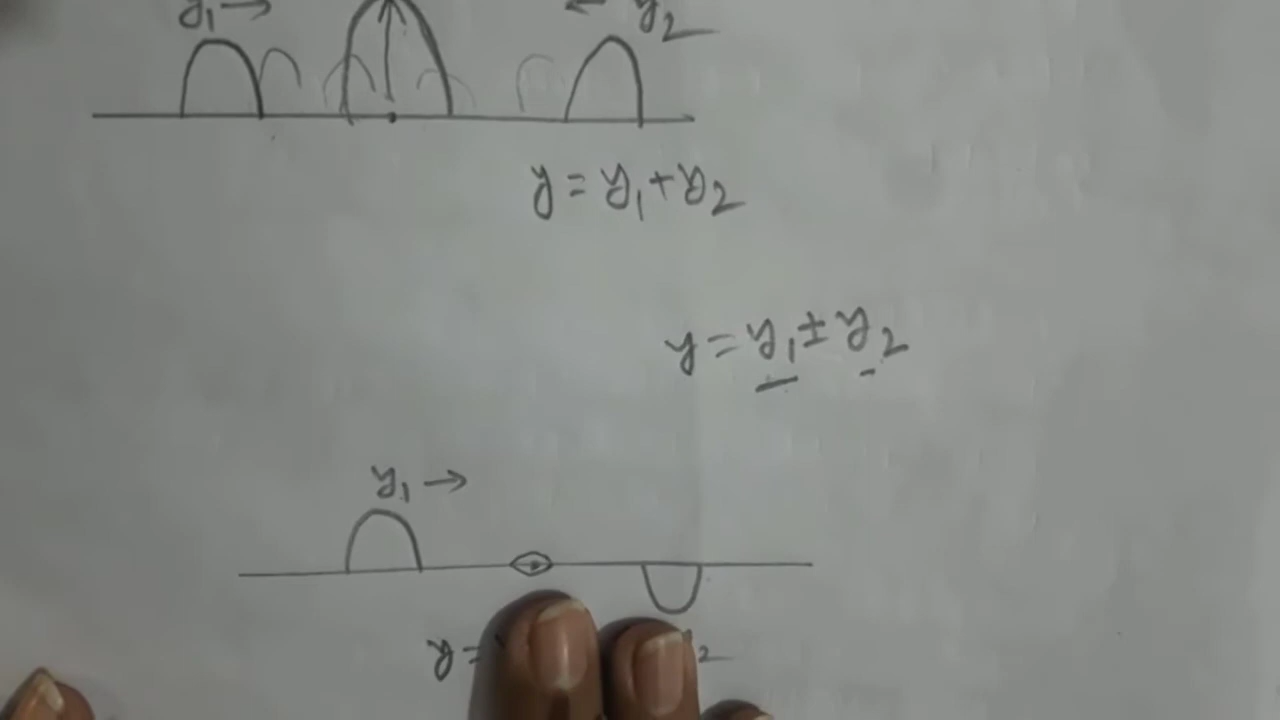 y₁ → ← y₂
y = y₁ + y₂
y = y₁ ± y₂
y₁ →
y =